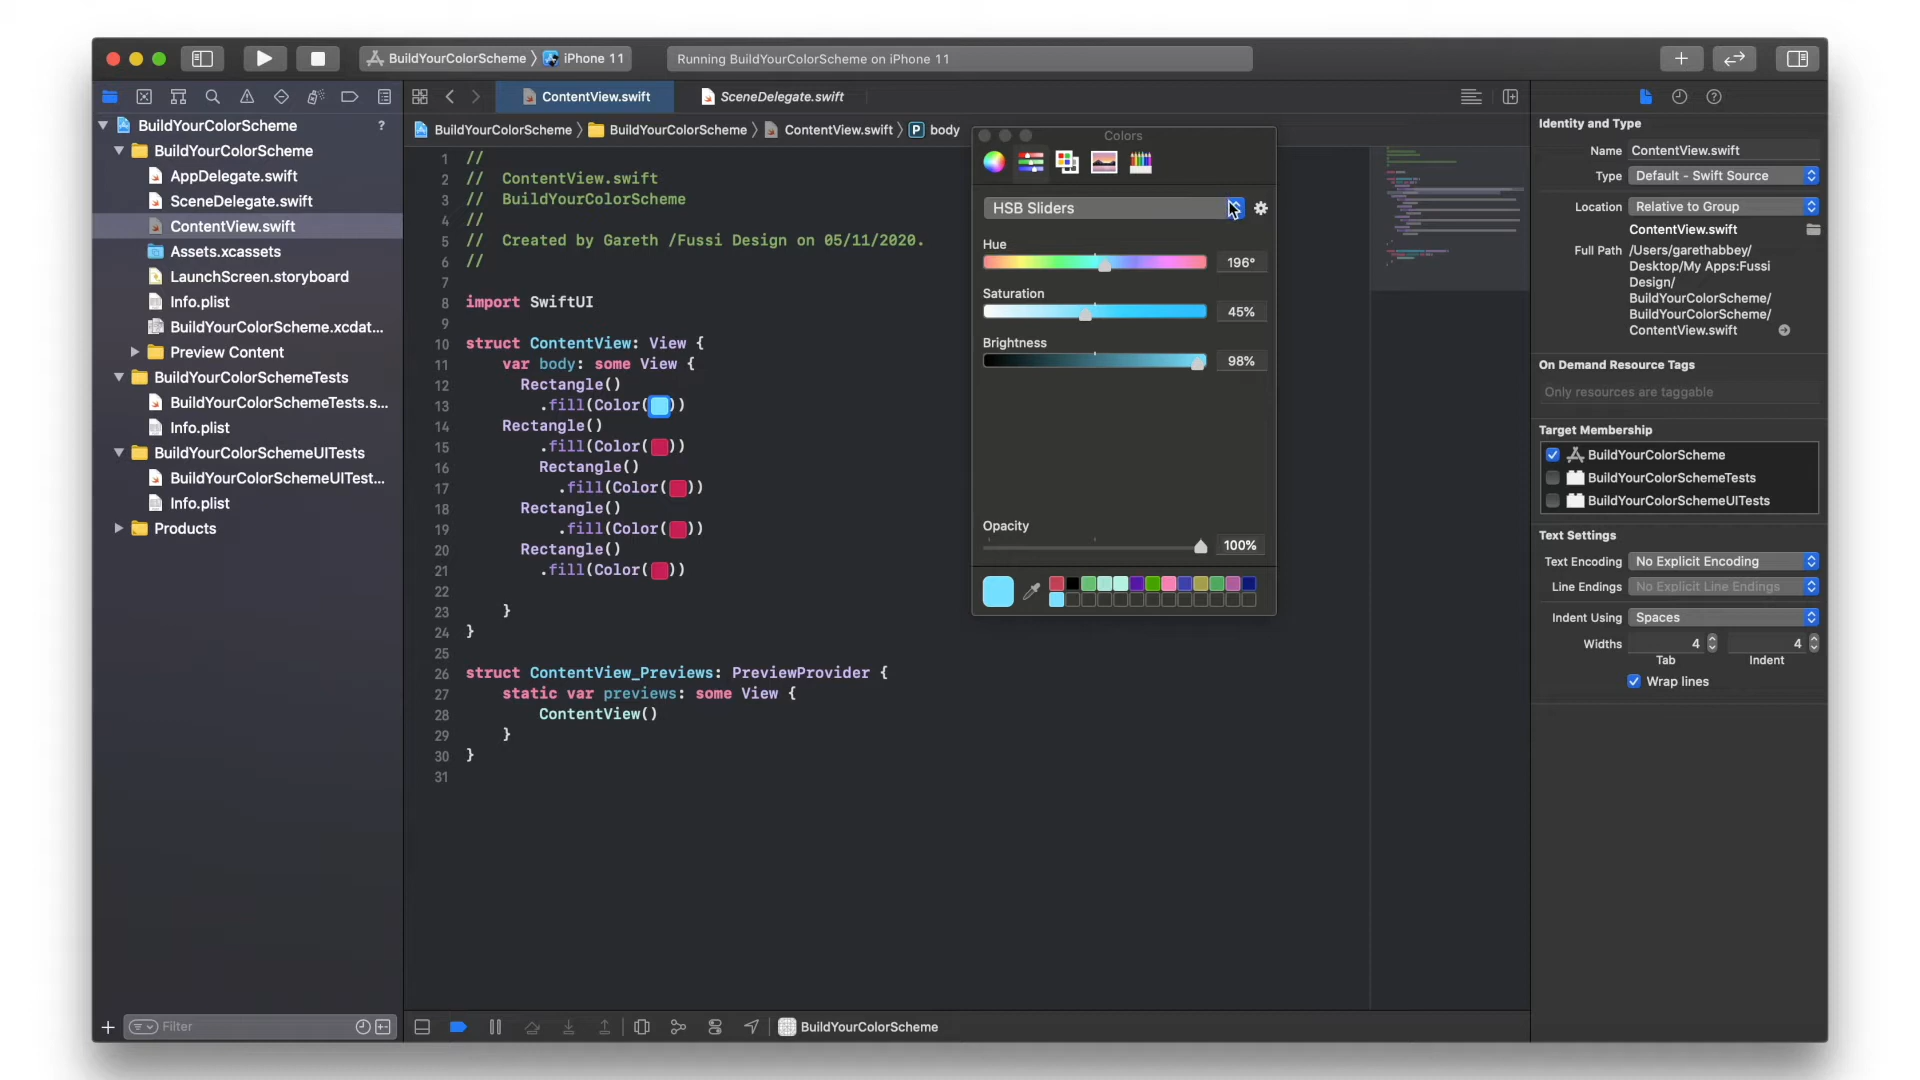 BuildYourColorScheme 〉 iPhone 11
Running BuildYourColorScheme on iPhone 11
ContentView.swift
SceneDelegate.swift
BuildYourColorScheme 〉 BuildYourColorScheme 〉 ContentView.swift 〉 P body
BuildYourColorScheme ?
BuildYourColorScheme
AppDelegate.swift
SceneDelegate.swift
ContentView.swift
Assets.xcassets
LaunchScreen.storyboard
Info.plist
BuildYourColorScheme.xcdat...
Preview Content
BuildYourColorSchemeTests
BuildYourColorSchemeTests.s...
Info.plist
BuildYourColorSchemeUITests
BuildYourColorSchemeUITest...
Info.plist
Products
Filter
1 //
2 // ContentView.swift
3 // BuildYourColorScheme
4 //
5 // Created by Gareth /Fussi Design on 05/11/2020.
6 //
7
8 import SwiftUI
9
10 struct ContentView: View {
11 var body: some View {
12 Rectangle()
13 .fill(Color())
14 Rectangle()
15 .fill(Color())
16 Rectangle()
17 .fill(Color())
18 Rectangle()
19 .fill(Color())
20 Rectangle()
21 .fill(Color())
22
23 }
24 }
25
26 struct ContentView_Previews: PreviewProvider {
27 static var previews: some View {
28 ContentView()
29 }
30 }
31
BuildYourColorScheme
Colors
HSB Sliders
Hue
196°
Saturation
45%
Brightness
98%
Opacity
100%
Identity and Type
Name ContentView.swift
Type Default - Swift Source
Location Relative to Group
ContentView.swift
Full Path /Users/garethabbey/
Desktop/My Apps:Fussi
Design/
BuildYourColorScheme/
BuildYourColorScheme/
ContentView.swift
On Demand Resource Tags
Only resources are taggable
Target Membership
BuildYourColorScheme
BuildYourColorSchemeTests
BuildYourColorSchemeUITests
Text Settings
Text Encoding No Explicit Encoding
Line Endings No Explicit Line Endings
Indent Using Spaces
Widths 4 4
Tab Indent
Wrap lines